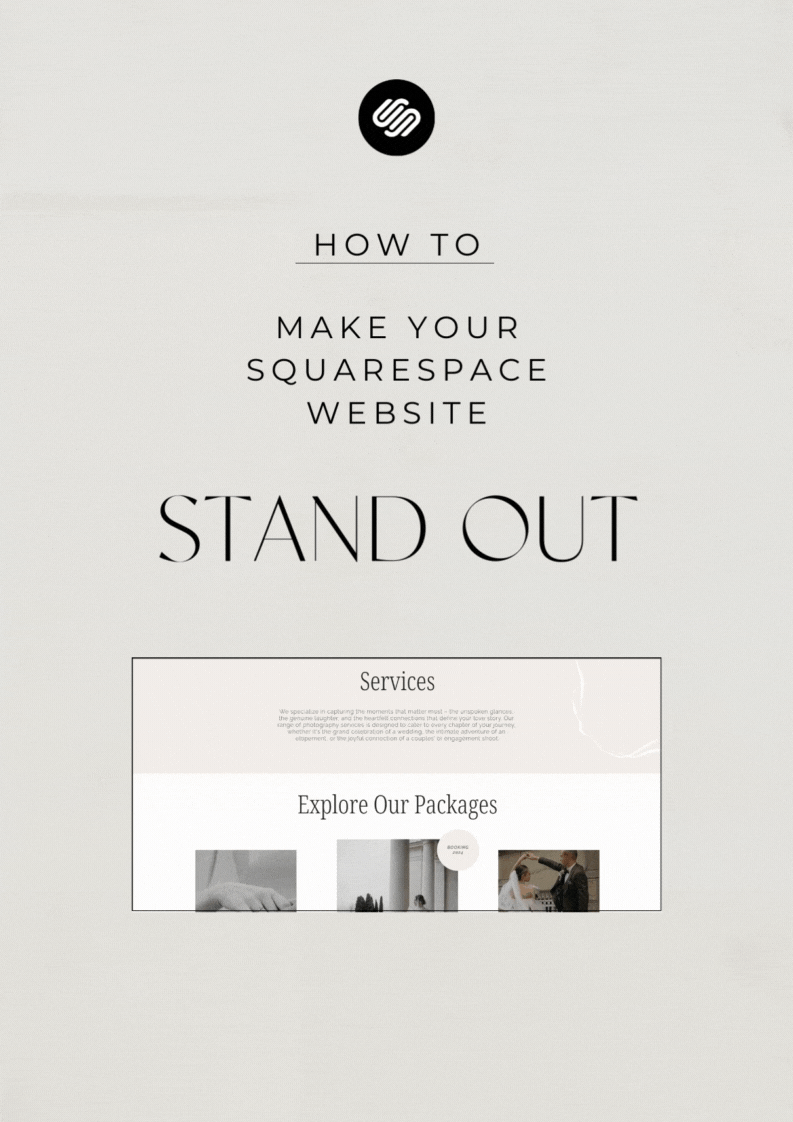 HOW TO
MAKE YOUR
SQUARESPACE
WEBSITE
STAND OUT
Services
We specialize in capturing the moments that matter most – the unspoken glances,
the genuine laughter, and the heartfelt connections that define your love story. Our
range of photography services is designed to cater to every chapter of your journey,
whether it's the grand celebration of a wedding, the intimate adventure of an
elopement, or the joyful connection of a couples' or engagement shoot.
Explore Our Packages
BOOKING